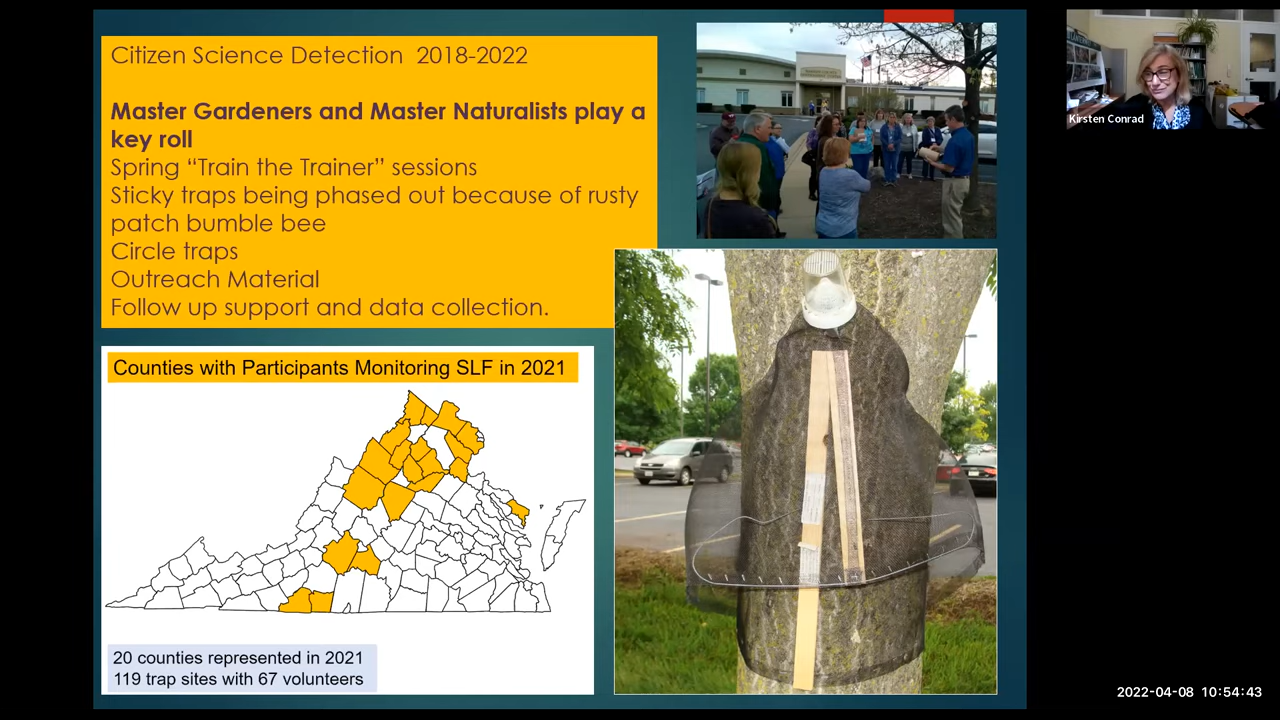 Citizen Science Detection 2018-2022
Master Gardeners and Master Naturalists play a
key roll
Spring “Train the Trainer” sessions
Sticky traps being phased out because of rusty
patch bumble bee
Circle traps
Outreach Material
Follow up support and data collection.
Counties with Participants Monitoring SLF in 2021
20 counties represented in 2021
119 trap sites with 67 volunteers
Kirsten Conrad
2022-04-08 10:54:43